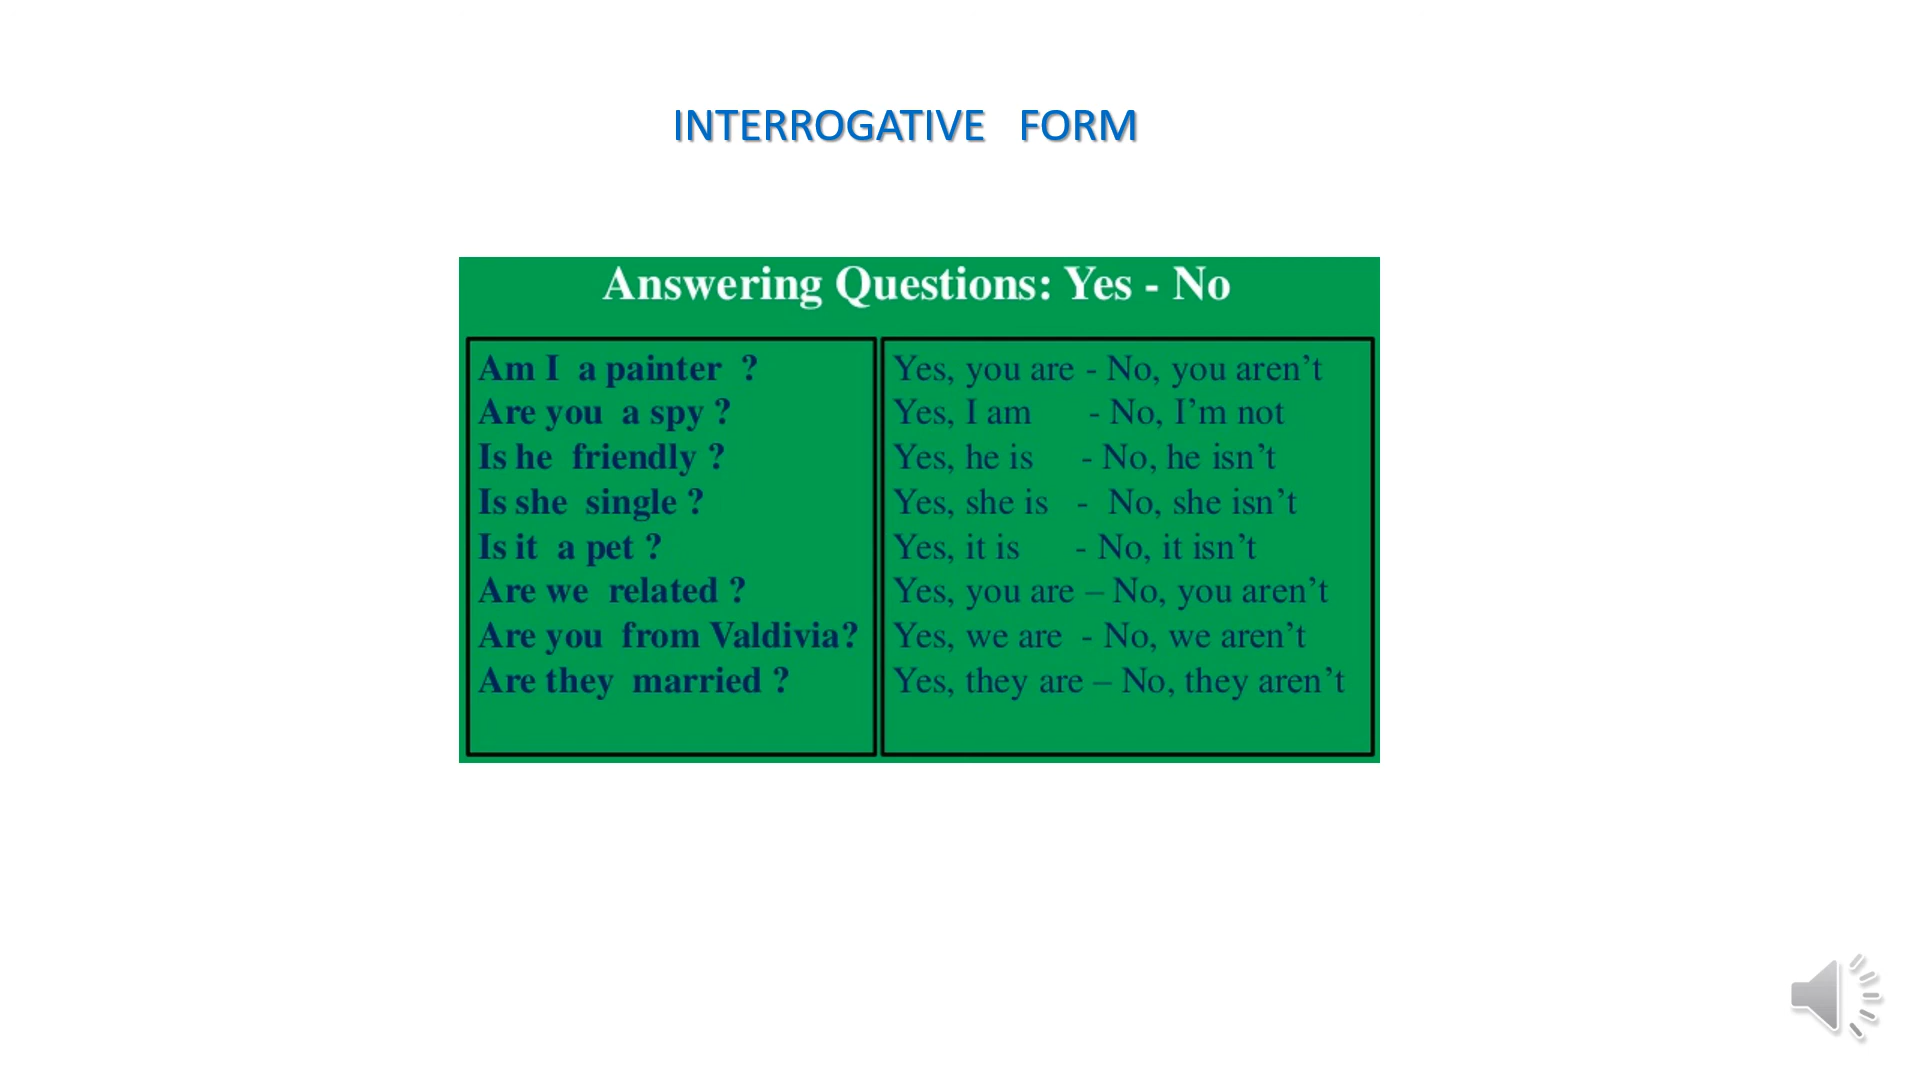 INTERROGATIVE FORM
Answering Questions: Yes - No
Am I a painter ?
Are you a spy ?
Is he friendly ?
Is she single ?
Is it a pet ?
Are we related ?
Are you from Valdivia?
Are they married ?
Yes, you are - No, you aren’t
Yes, I am - No, I’m not
Yes, he is - No, he isn’t
Yes, she is - No, she isn’t
Yes, it is - No, it isn’t
Yes, you are – No, you aren’t
Yes, we are - No, we aren’t
Yes, they are – No, they aren’t